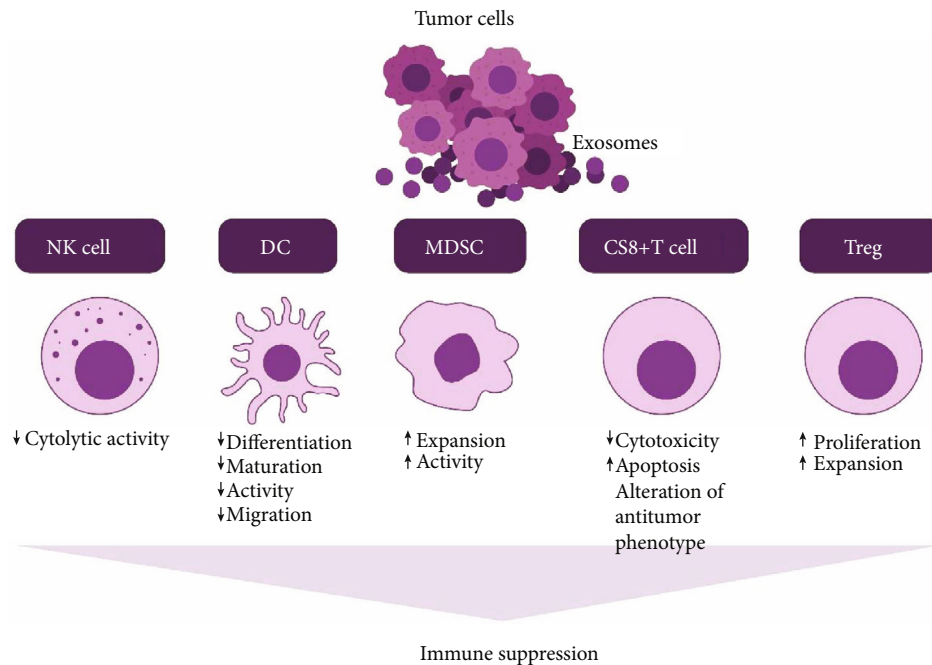 Tumor cells
Exosomes
NK cell
DC
MDSC
CS8+T cell
Treg
↓ Cytolytic activity
↓Differentiation
↓Maturation
↓Activity
↓Migration
↑ Expansion
↑ Activity
↓Cytotoxicity
↑Apoptosis
Alteration of
antitumor
phenotype
↑ Proliferation
↑ Expansion
Immune suppression